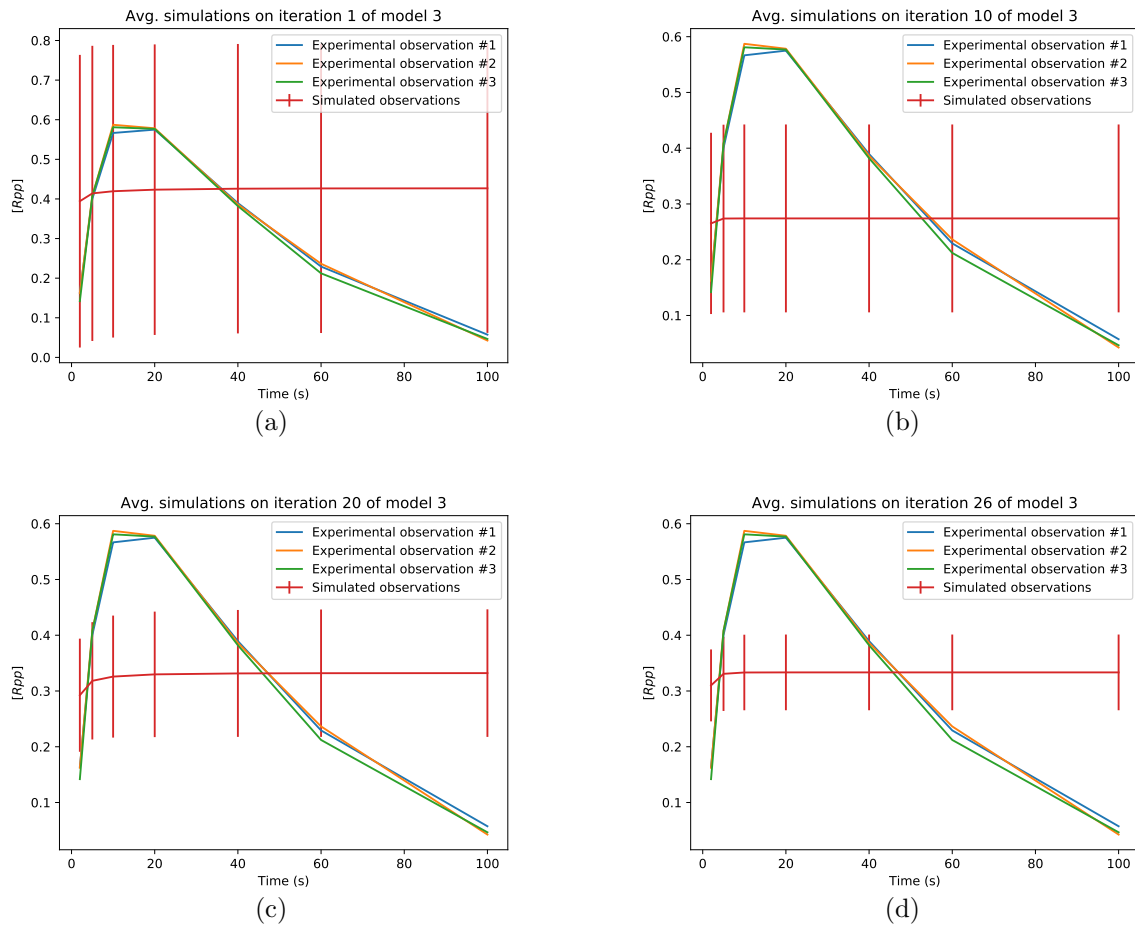 Avg. simulations on iteration 1 of model 3
Experimental observation #1
Experimental observation #2
Experimental observation #3
Simulated observations
[Rpp]
0.8
0.7
0.6
0.5
0.4
0.3
0.2
0.1
0.0
0 20 40 60 80 100
Time (s)
(a)
Avg. simulations on iteration 10 of model 3
Experimental observation #1
Experimental observation #2
Experimental observation #3
Simulated observations
[Rpp]
0.6
0.5
0.4
0.3
0.2
0.1
0 20 40 60 80 100
Time (s)
(b)
Avg. simulations on iteration 20 of model 3
Experimental observation #1
Experimental observation #2
Experimental observation #3
Simulated observations
[Rpp]
0.6
0.5
0.4
0.3
0.2
0.1
0 20 40 60 80 100
Time (s)
(c)
Avg. simulations on iteration 26 of model 3
Experimental observation #1
Experimental observation #2
Experimental observation #3
Simulated observations
[Rpp]
0.6
0.5
0.4
0.3
0.2
0.1
0 20 40 60 80 100
Time (s)
(d)